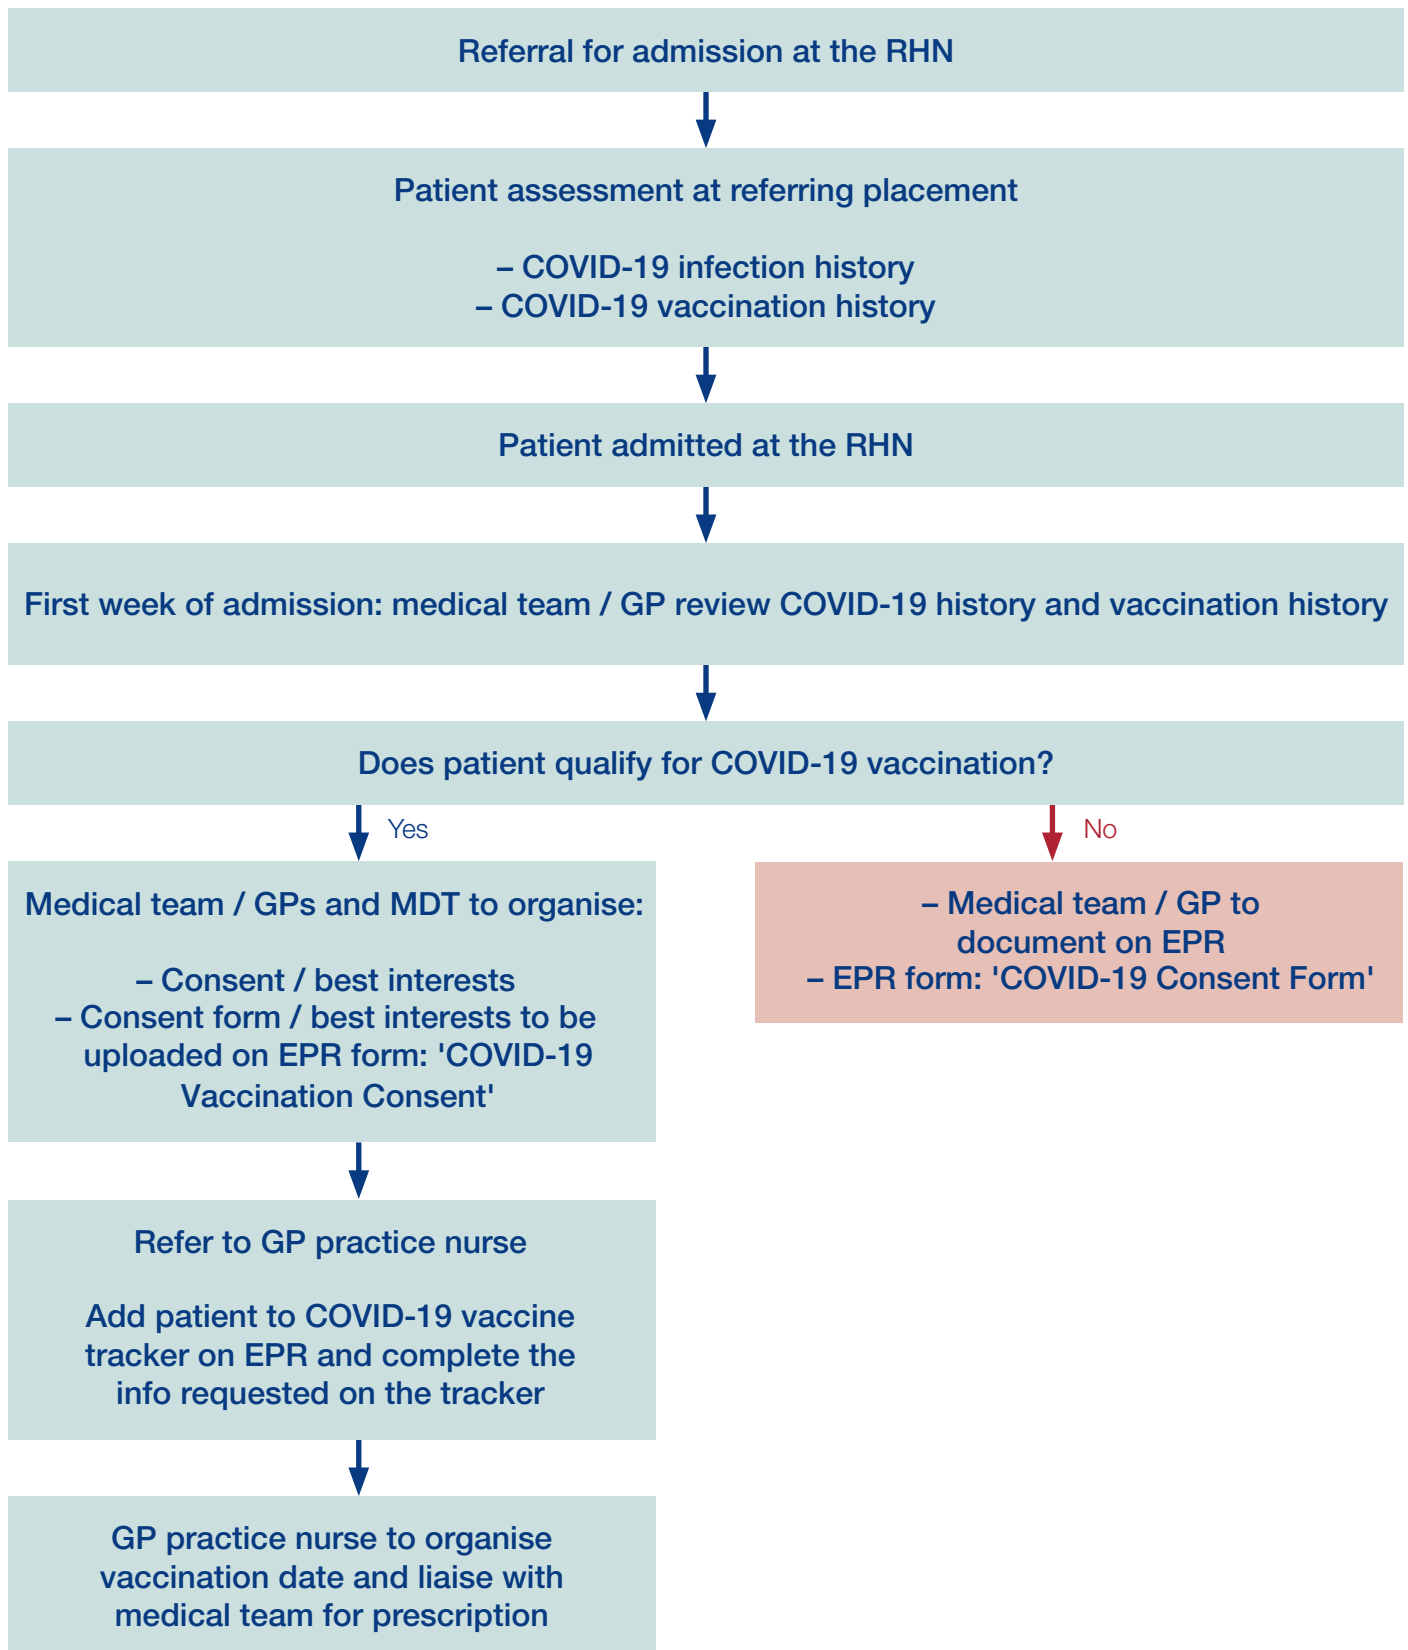 Referral for admission at the RHN
Patient assessment at referring placement
– COVID-19 infection history
– COVID-19 vaccination history
Patient admitted at the RHN
First week of admission: medical team / GP review COVID-19 history and vaccination history
Does patient qualify for COVID-19 vaccination?
Yes
No
Medical team / GPs and MDT to organise:
– Consent / best interests
– Consent form / best interests to be
uploaded on EPR form: 'COVID-19
Vaccination Consent'
– Medical team / GP to
document on EPR
– EPR form: 'COVID-19 Consent Form'
Refer to GP practice nurse
Add patient to COVID-19 vaccine
tracker on EPR and complete the
info requested on the tracker
GP practice nurse to organise
vaccination date and liaise with
medical team for prescription